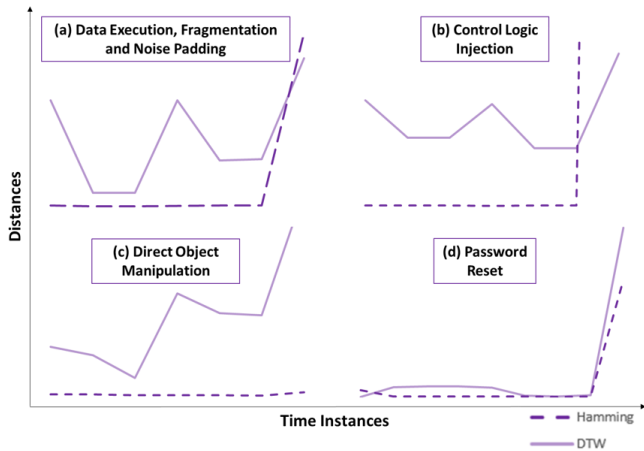 (a) Data Execution, Fragmentation
and Noise Padding
(b) Control Logic
Injection
(c) Direct Object
Manipulation
(d) Password
Reset
Distances
Time Instances
Hamming
DTW